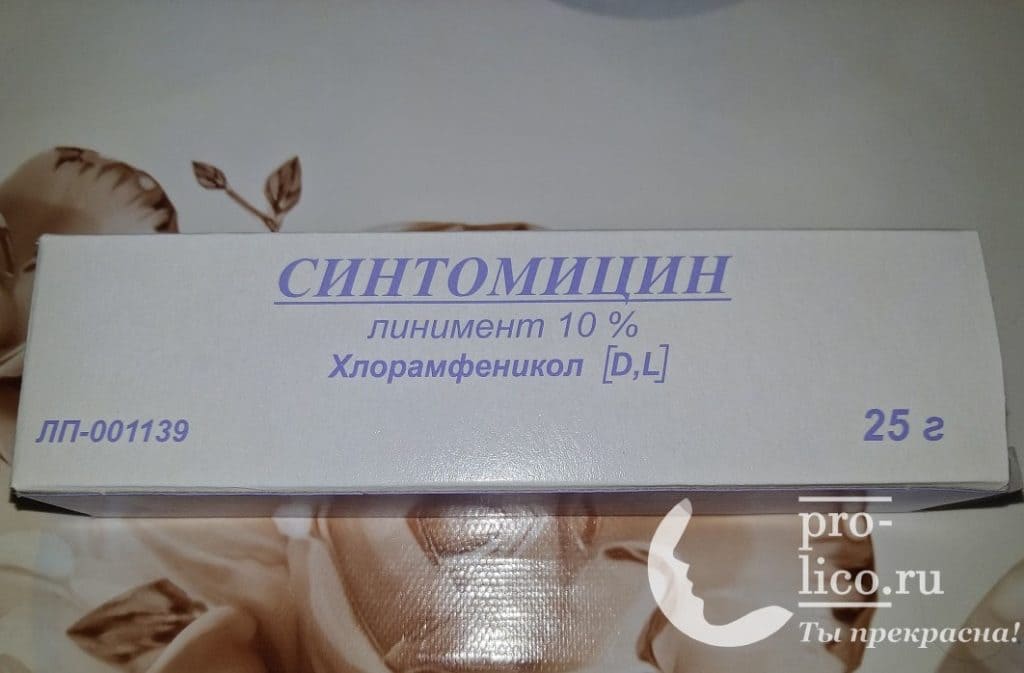 СИНТОМИЦИН
линимент 10 %
Хлорамфеникол [D,L]
ЛП-001139
25 г
pro-
lico.ru
Ты прекрасна!